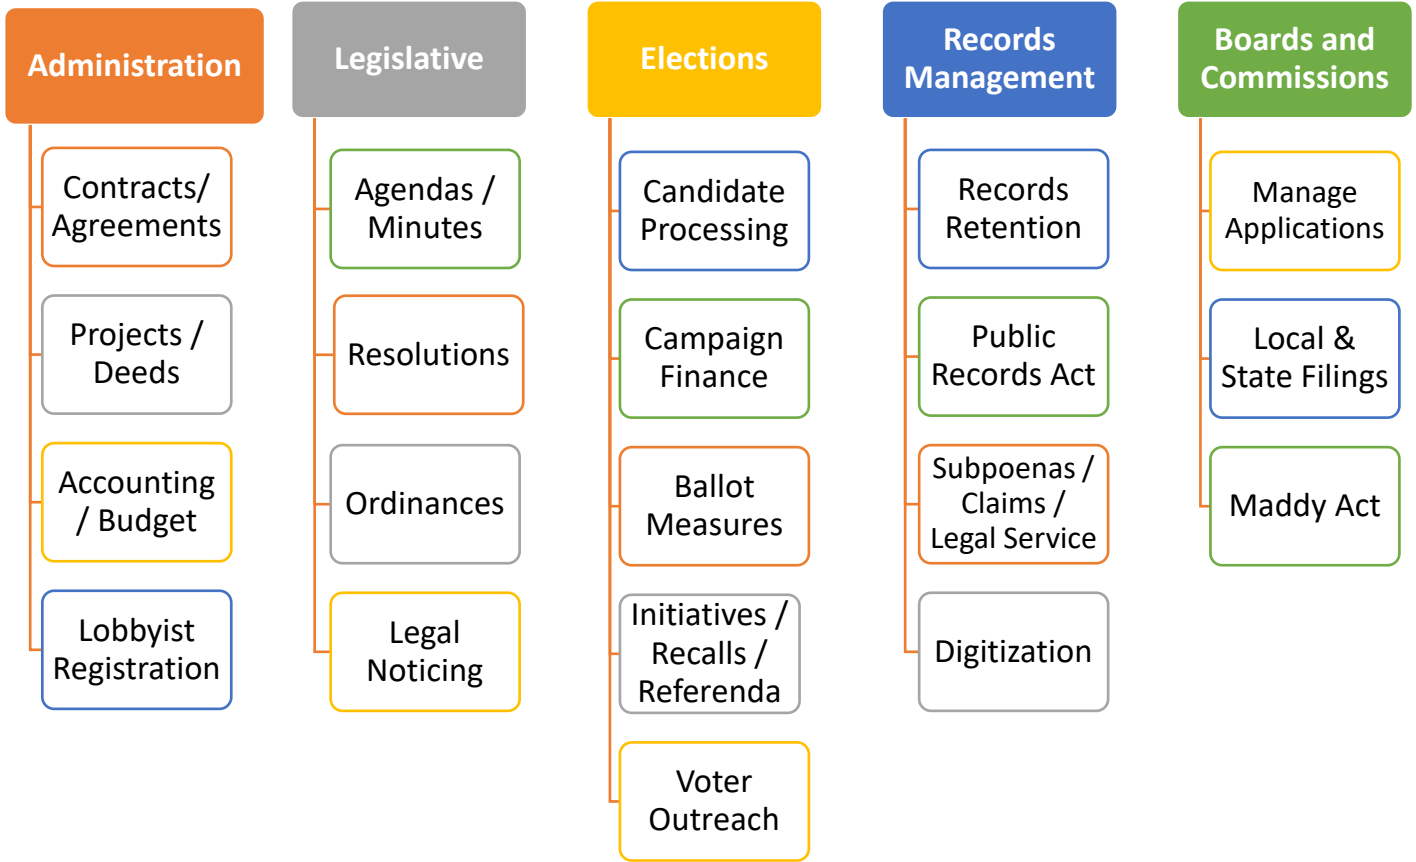 Administration
Contracts/
Agreements
Projects /
Deeds
Accounting
/ Budget
Lobbyist
Registration
Legislative
Agendas /
Minutes
Resolutions
Ordinances
Legal
Noticing
Elections
Candidate
Processing
Campaign
Finance
Ballot
Measures
Initiatives /
Recalls /
Referenda
Voter
Outreach
Records
Management
Records
Retention
Public
Records Act
Subpoenas /
Claims /
Legal Service
Digitization
Boards and
Commissions
Manage
Applications
Local &
State Filings
Maddy Act